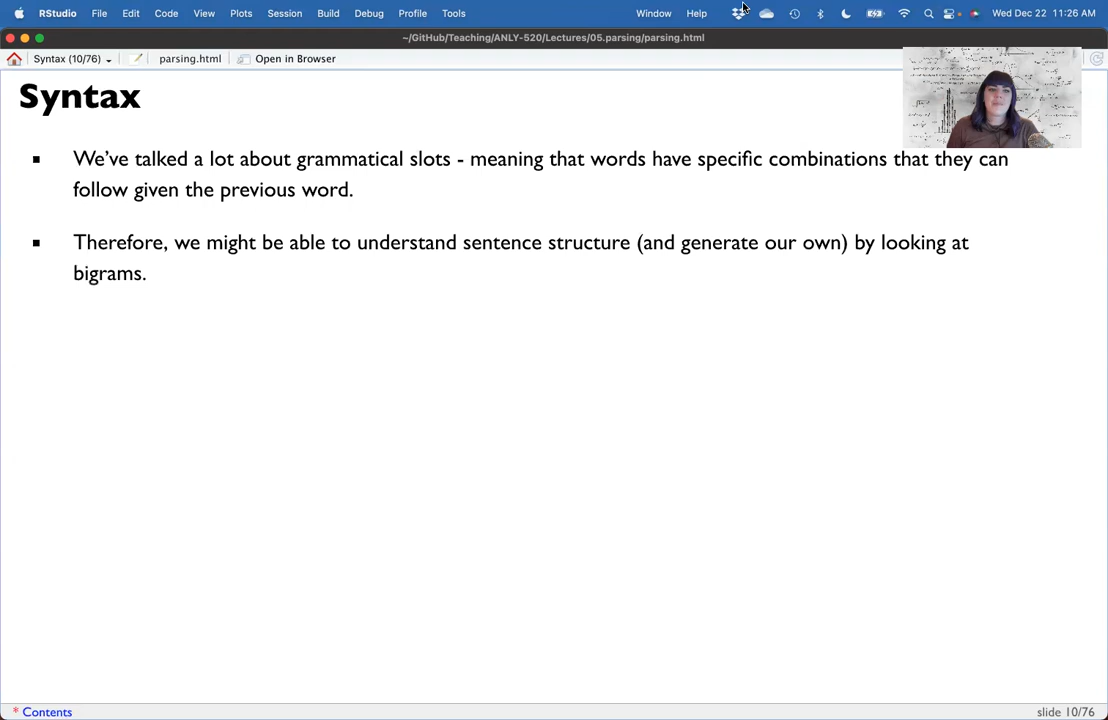 RStudio File Edit Code View Plots Session Build Debug Profile Tools Window Help Wed Dec 22 11:26 AM
~/GitHub/Teaching/ANLY-520/Lectures/05.parsing/parsing.html
Syntax (10/76) parsing.html Open in Browser
Syntax
We’ve talked a lot about grammatical slots - meaning that words have specific combinations that they can
follow given the previous word.
Therefore, we might be able to understand sentence structure (and generate our own) by looking at
bigrams.
* Contents slide 10/76